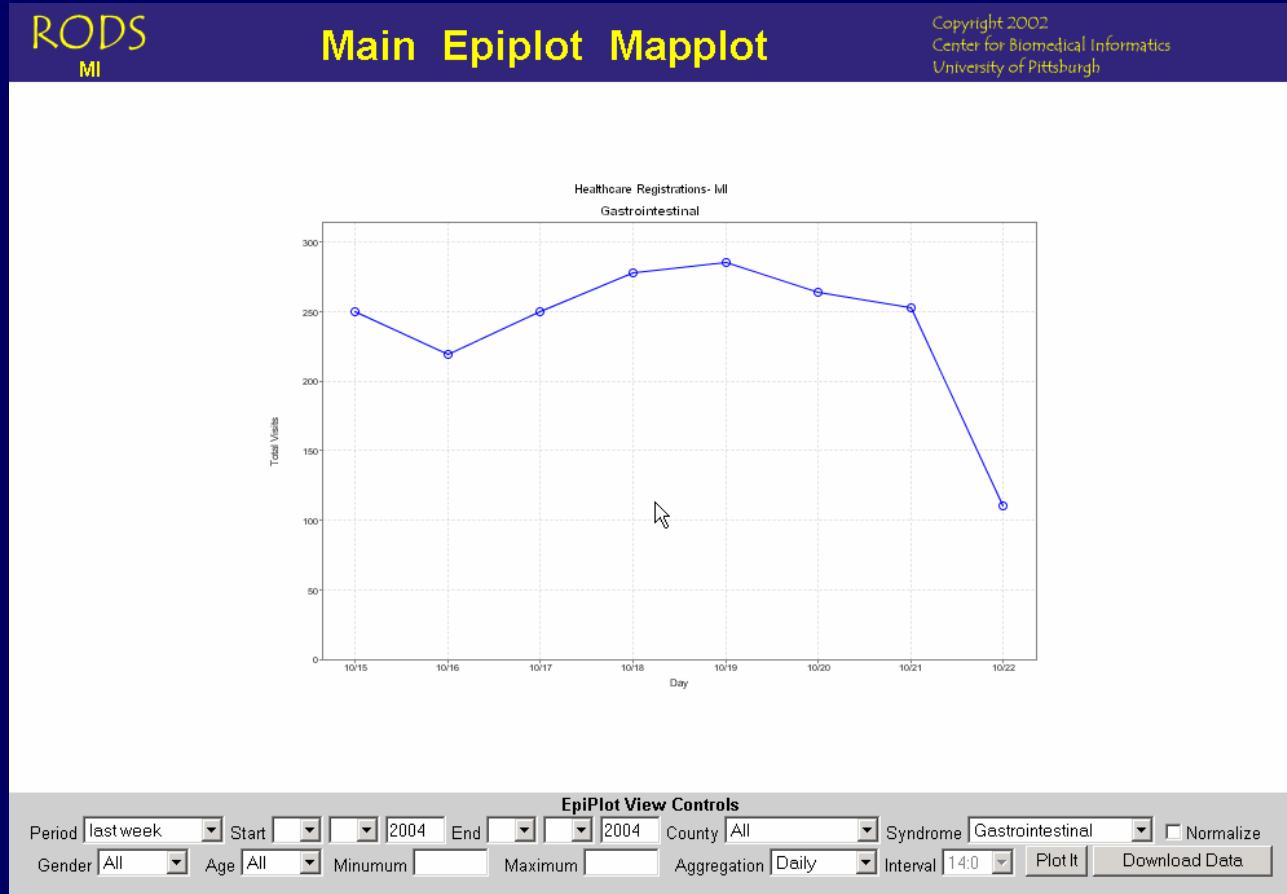 RODS
MI
Main Epiplot Mapplot
Copyright 2002
Center for Biomedical Informatics
University of Pittsburgh
Healthcare Registrations- MI
Gastrointestinal
300
250
200
150
100
50
0
Total Visits
10/15 10/16 10/17 10/18 10/19 10/20 10/21 10/22
Day
EpiPlot View Controls
Period last week Start 2004 End 2004 County All Syndrome Gastrointestinal Normalize
Gender All Age All Minumum Maximum Aggregation Daily Interval 14:0 Plot It Download Data